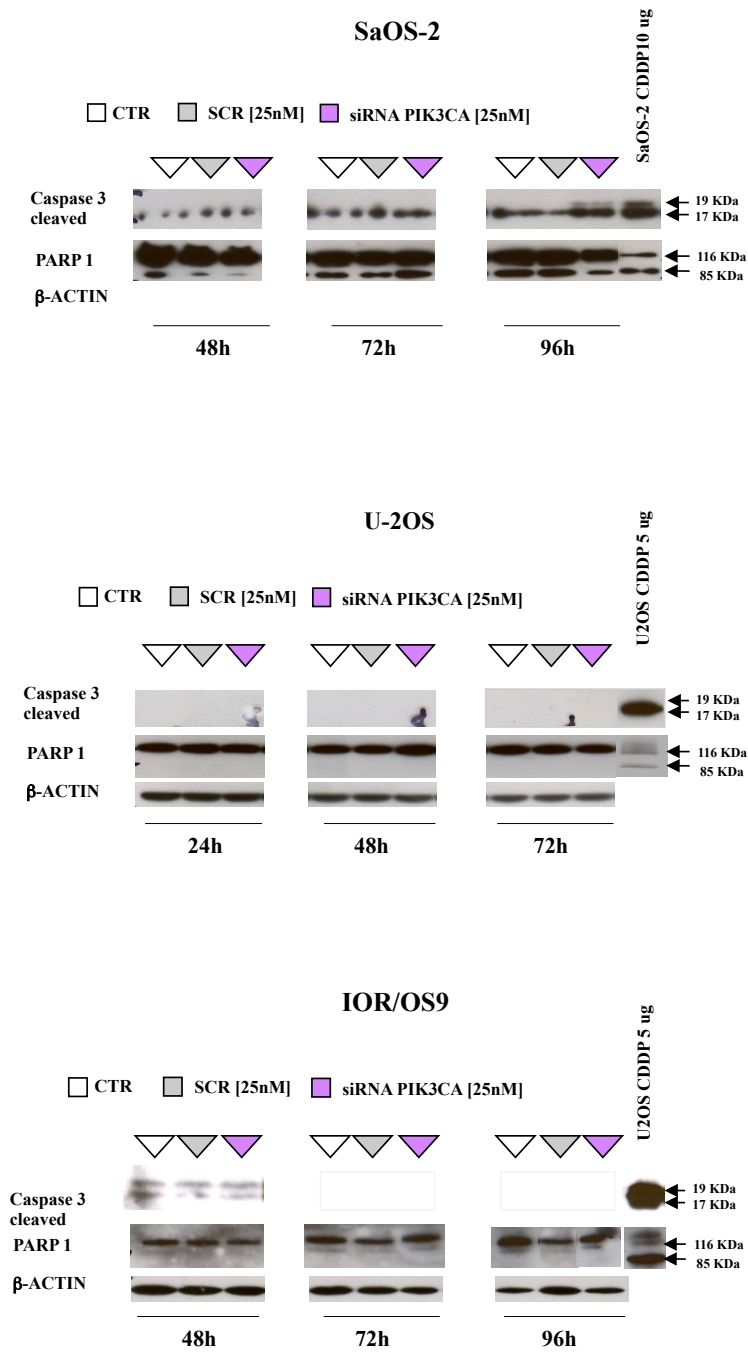 SaOS-2
SaOS-2 CDDP10 ug
CTR SCR [25nM] siRNA PIK3CA [25nM]
Caspase 3
cleaved
19 KDa
17 KDa
PARP 1
116 KDa
85 KDa
β-ACTIN
48h 72h 96h
U-2OS
U2OS CDDP 5 ug
CTR SCR [25nM] siRNA PIK3CA [25nM]
Caspase 3
cleaved
19 KDa
17 KDa
PARP 1
116 KDa
85 KDa
β-ACTIN
24h 48h 72h
IOR/OS9
U2OS CDDP 5 ug
CTR SCR [25nM] siRNA PIK3CA [25nM]
Caspase 3
cleaved
19 KDa
17 KDa
PARP 1
116 KDa
85 KDa
β-ACTIN
48h 72h 96h